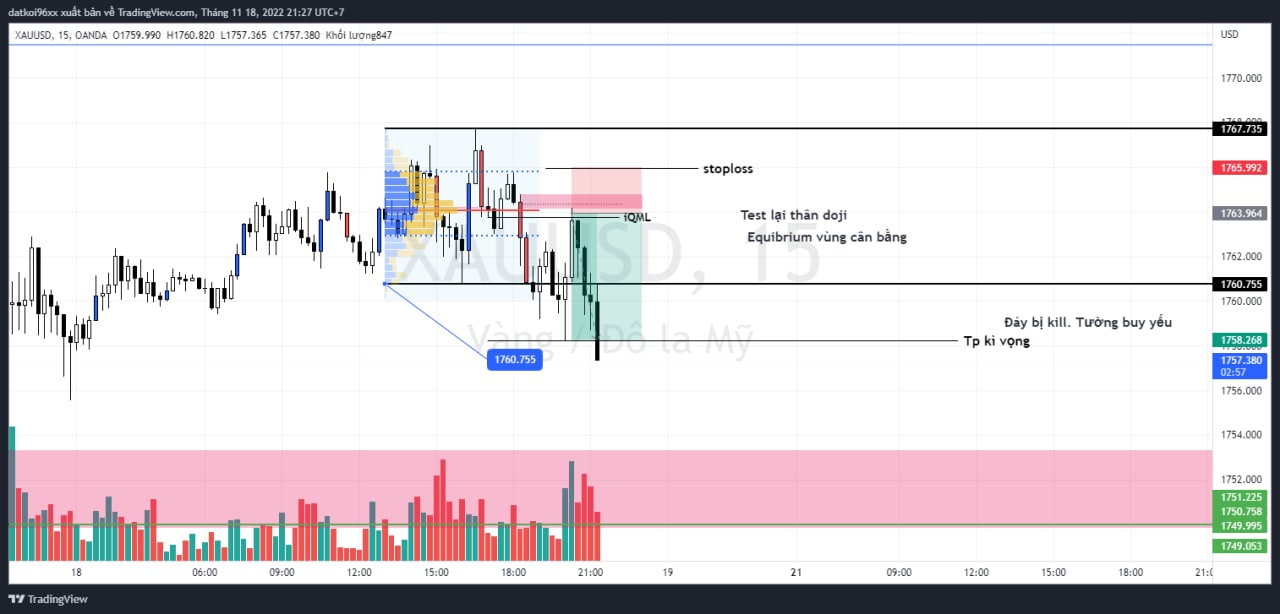 datkoi96xx xuất bản về TradingView.com, Tháng 11 18, 2022 21:27 UTC+7
XAUUSD, 15, OANDA O1759.990 H1760.820 L1757.365 C1757.380 Khối lượng847
USD
1770.000
1768.000
1767.735
stoploss
1765.992
iQML
Test lại thân doji
1763.964
Equibrium vùng cân bằng
XAUUSD, 15
1762.000
1760.755
1760.000
Đáy bị kill. Tường buy yếu
Vàng / Đô la Mỹ
Tp kì vọng
1758.268
1760.755
1757.380
02:57
1756.000
1754.000
1752.000
1751.225
1750.758
1749.995
1749.053
18 06:00 09:00 12:00 15:00 18:00 21:00 19 21 09:00 12:00 15:00 18:00 21:0
TradingView